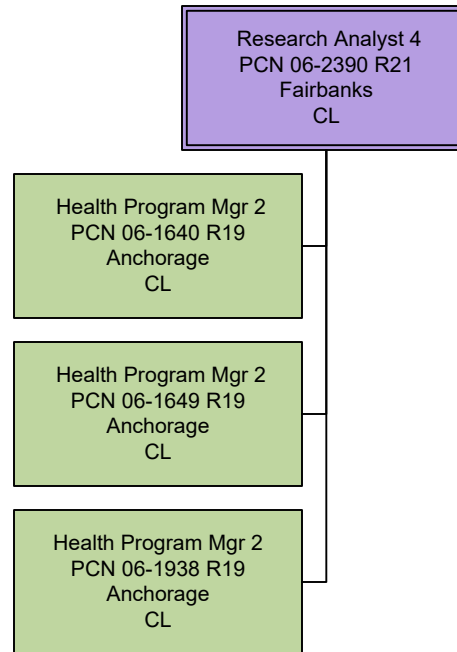 Research Analyst 4
PCN 06-2390 R21
Fairbanks
CL
Health Program Mgr 2
PCN 06-1640 R19
Anchorage
CL
Health Program Mgr 2
PCN 06-1649 R19
Anchorage
CL
Health Program Mgr 2
PCN 06-1938 R19
Anchorage
CL